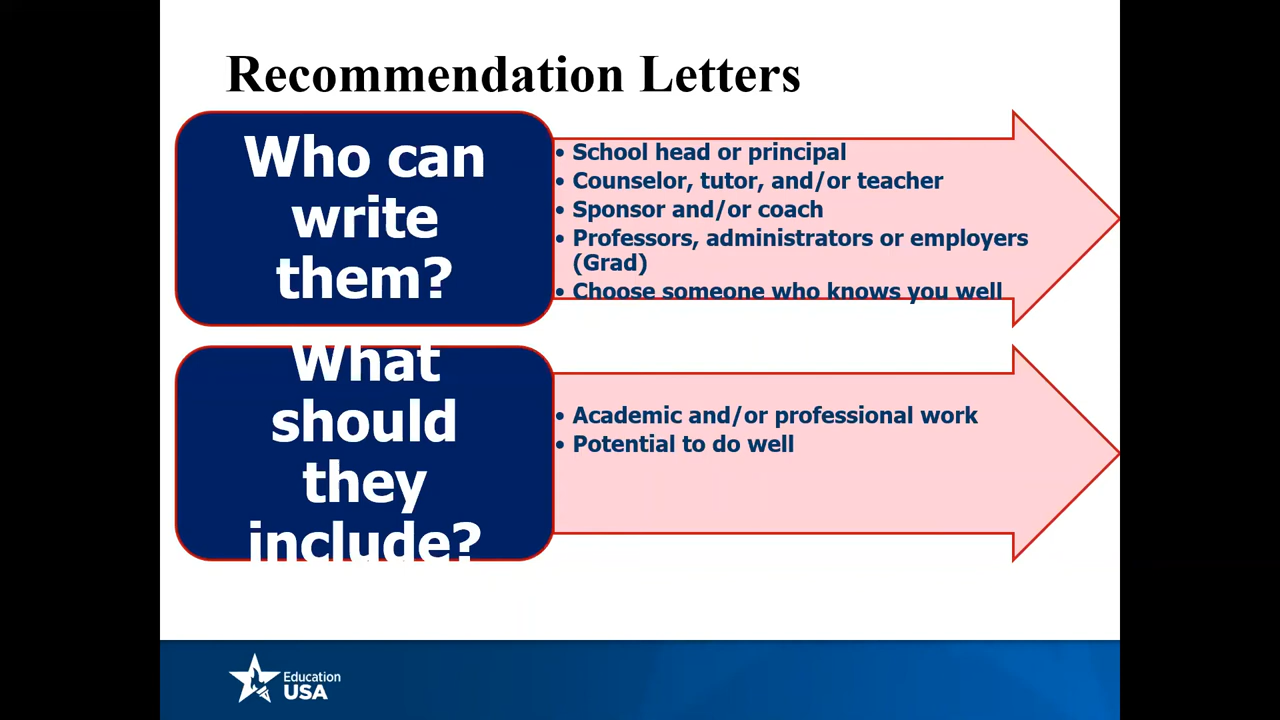 Recommendation Letters
Who can
write
them?
• School head or principal
• Counselor, tutor, and/or teacher
• Sponsor and/or coach
• Professors, administrators or employers
(Grad)
• Choose someone who knows you well
What
should
they
include?
• Academic and/or professional work
• Potential to do well
Education
USA